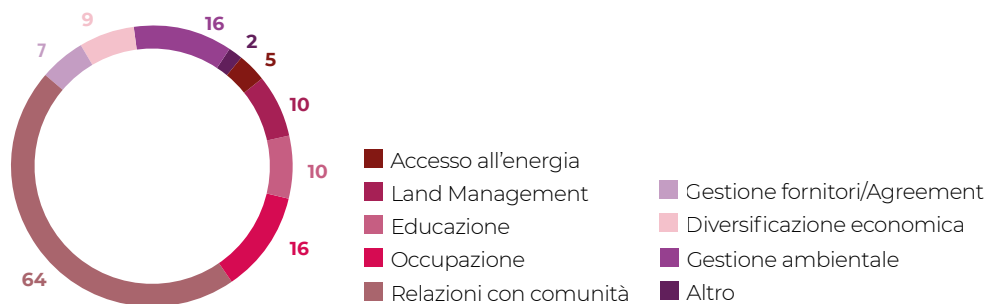 9
16
2
7
5
10
10
16
64
Accesso all'energia
Land Management
Educazione
Occupazione
Relazioni con comunità
Gestione fornitori/Agreement
Diversificazione economica
Gestione ambientale
Altro